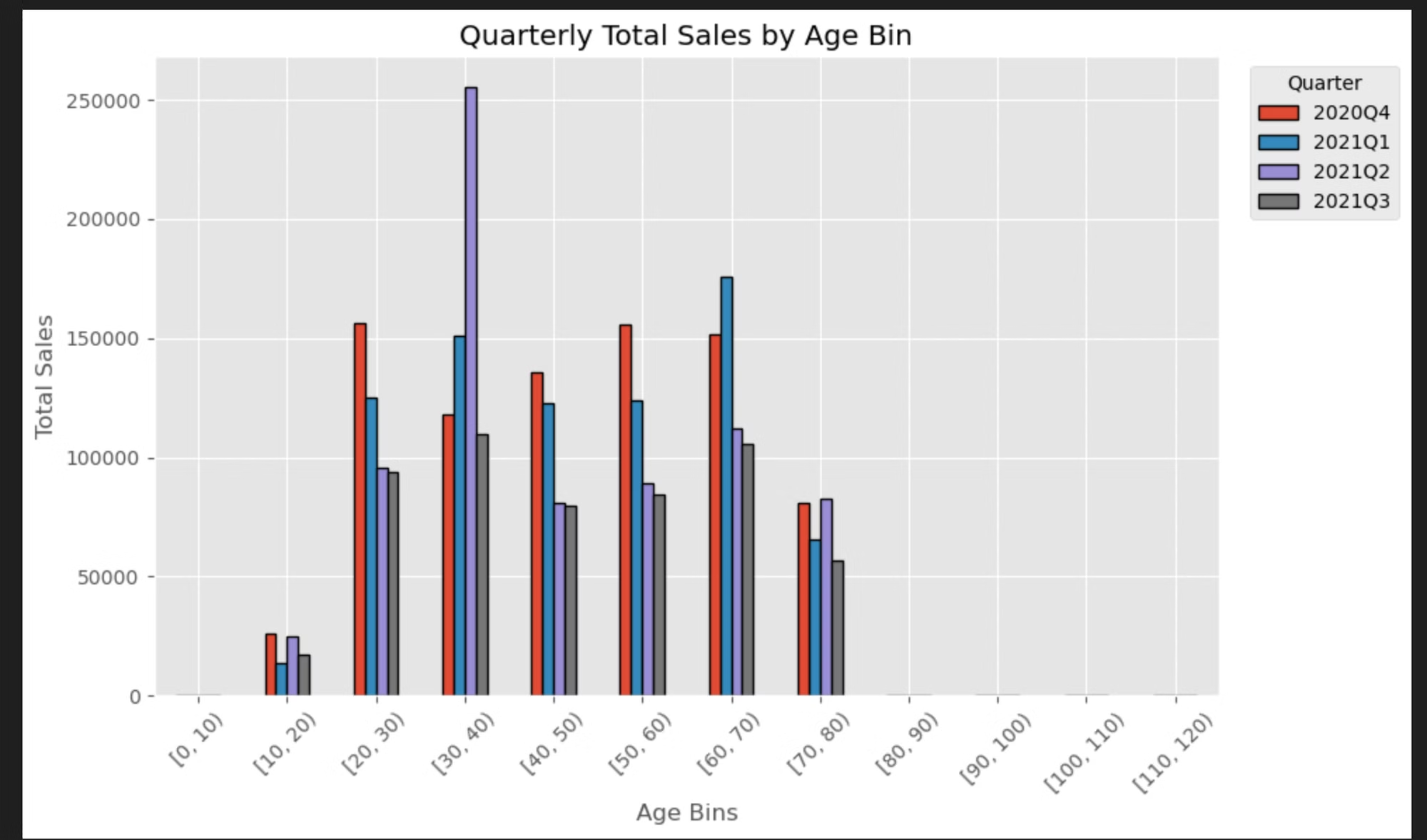 Quarterly Total Sales by Age Bin
Quarter
2020Q4
2021Q1
2021Q2
2021Q3
Total Sales
250000
200000
150000
100000
50000
0
[0, 10)
[10, 20)
[20, 30)
[30, 40)
[40, 50)
[50, 60)
[60, 70)
[70, 80)
[80, 90)
[90, 100)
[100, 110)
[110, 120)
Age Bins